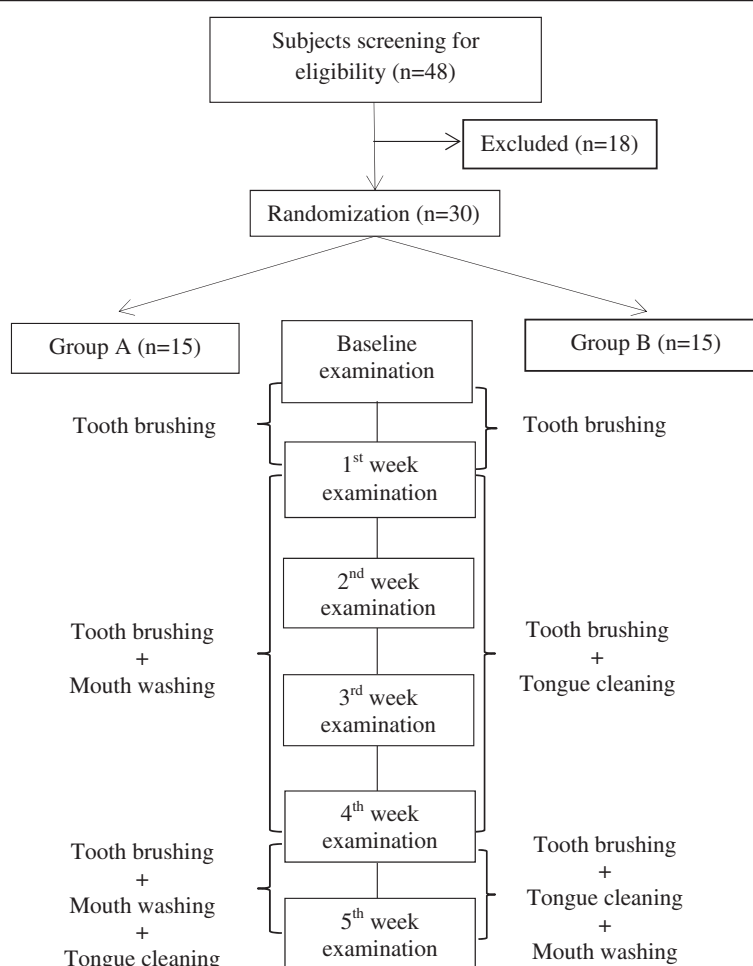 Subjects screening for
eligibility (n=48)
Excluded (n=18)
Randomization (n=30)
Group A (n=15)
Baseline
examination
Group B (n=15)
Tooth brushing
Tooth brushing
1st week
examination
2nd week
examination
Tooth brushing
+
Mouth washing
Tooth brushing
+
Tongue cleaning
3rd week
examination
4th week
examination
Tooth brushing
+
Mouth washing
+
Tongue cleaning
Tooth brushing
+
Tongue cleaning
+
Mouth washing
5th week
examination